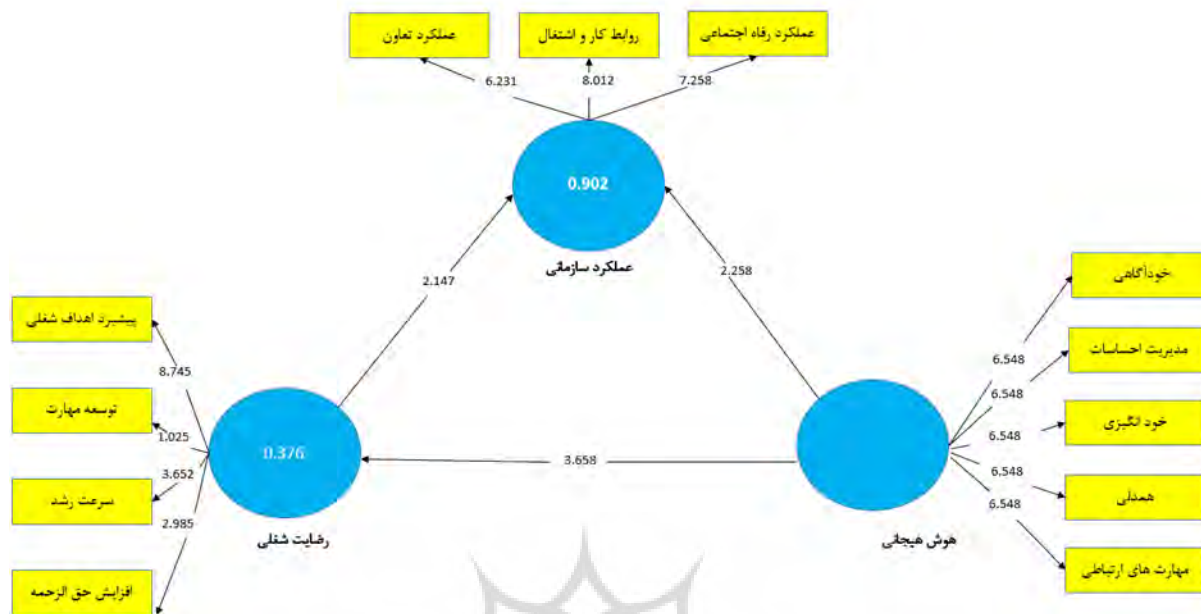 عملکرد رفاه اجتماعی
روابط کار و اشتغال
عملکرد تعاون
7.258
8.012
6.231
0.902
عملکرد سازمانی
2.258
2.147
خودآگاهی
مدیریت احساسات
خود انگیزی
همدلی
مهارت های ارتباطی
6.548
6.548
6.548
6.548
6.548
هوش هیجانی
3.658
0.376
رضایت شغلی
پیشبرد اهداف شغلی
توسعه مهارت
سرعت رشد
افزایش حق الزحمه
8.745
1.025
3.652
2.985